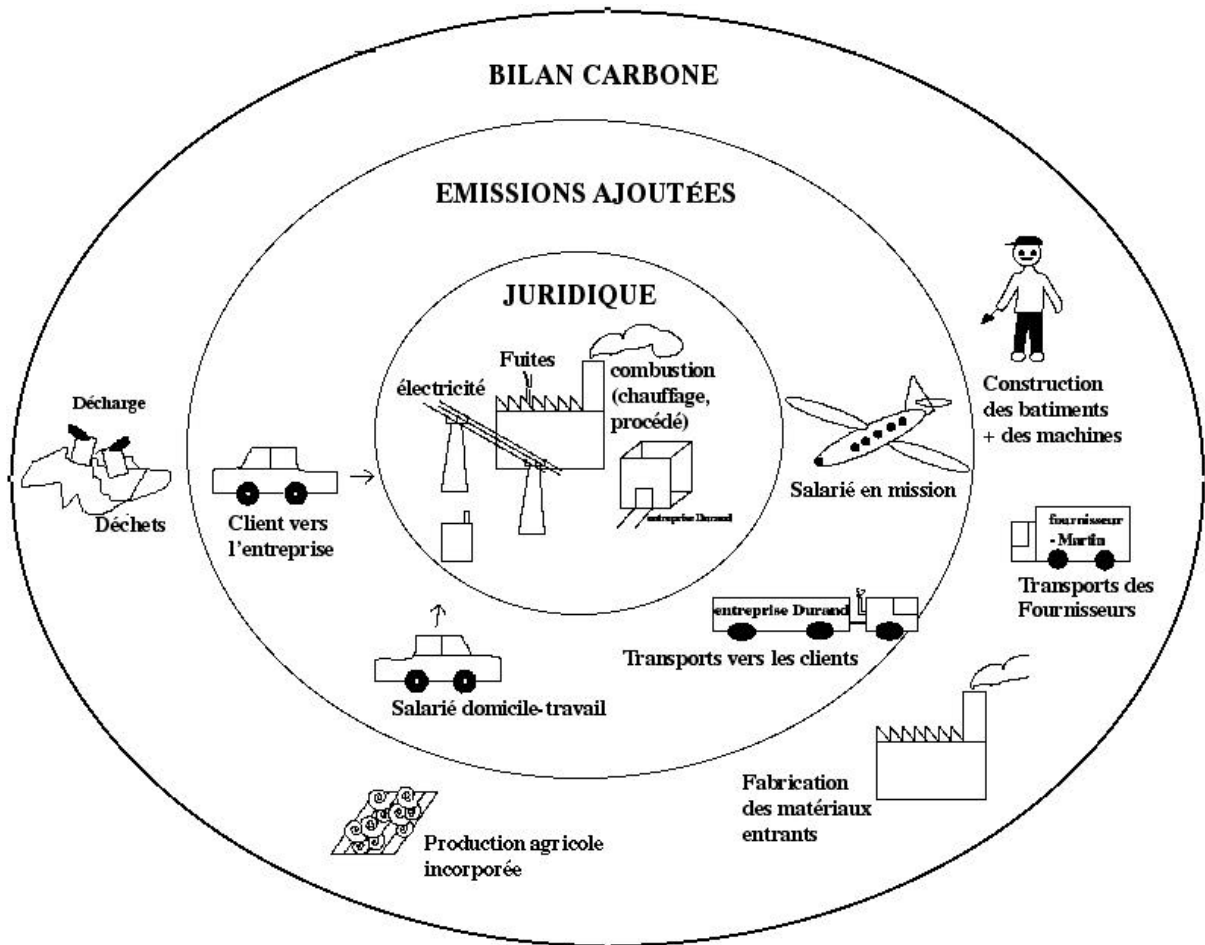 BILAN CARBONE
EMISSIONS AJOUTÉES
JURIDIQUE
Fuites
électricité
combustion
(chauffage,
procédé)
entreprise Durand
Décharge
Déchets
Client vers
l'entreprise
Salarié domicile-travail
Salarié en mission
entreprise Durand
Transports vers les clients
Construction
des batiments
+ des machines
fournisseur
- Martin
Transports des
Fournisseurs
Fabrication
des matériaux
entrants
Production agricole
incorporée